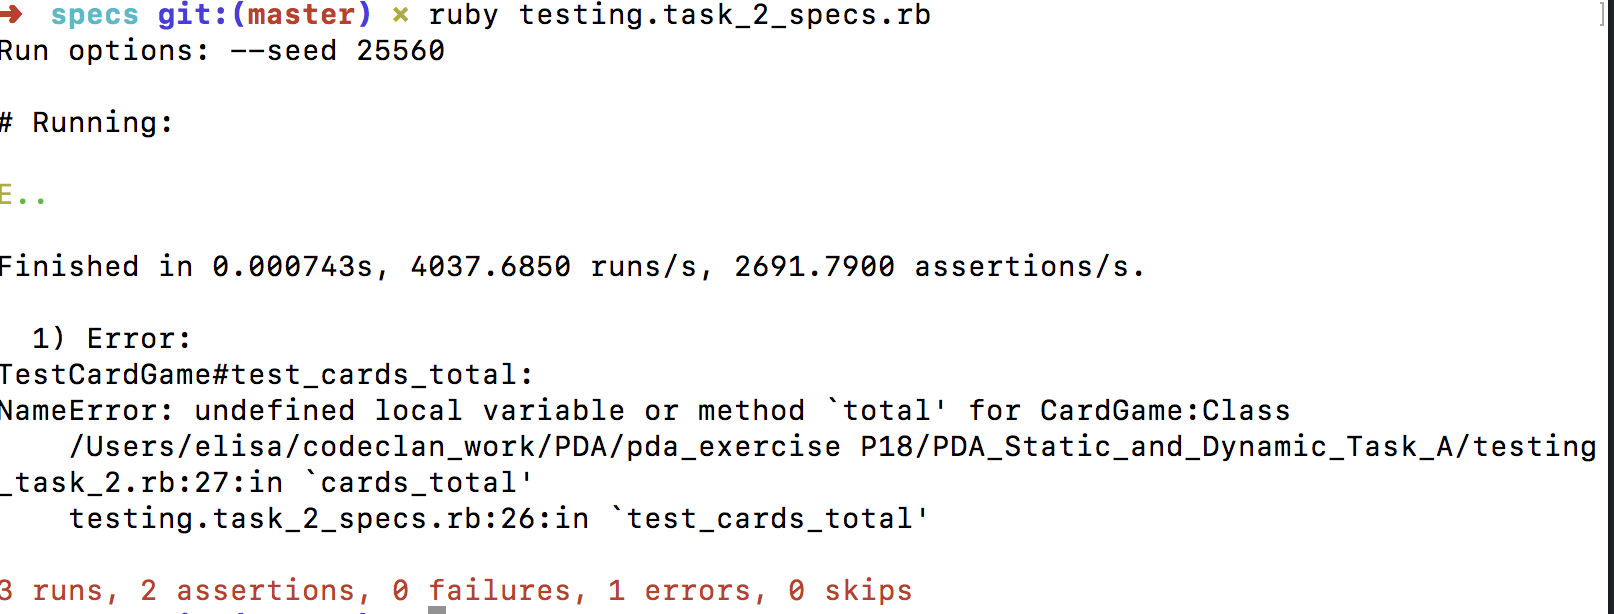 ➜ specs git:(master) × ruby testing.task_2_specs.rb
Run options: --seed 25560
# Running:
E..
Finished in 0.000743s, 4037.6850 runs/s, 2691.7900 assertions/s.
1) Error:
TestCardGame#test_cards_total:
NameError: undefined local variable or method `total' for CardGame:Class
/Users/elisa/codeclan_work/PDA/pda_exercise P18/PDA_Static_and_Dynamic_Task_A/testing
_task_2.rb:27:in `cards_total'
testing.task_2_specs.rb:26:in `test_cards_total'
3 runs, 2 assertions, 0 failures, 1 errors, 0 skips